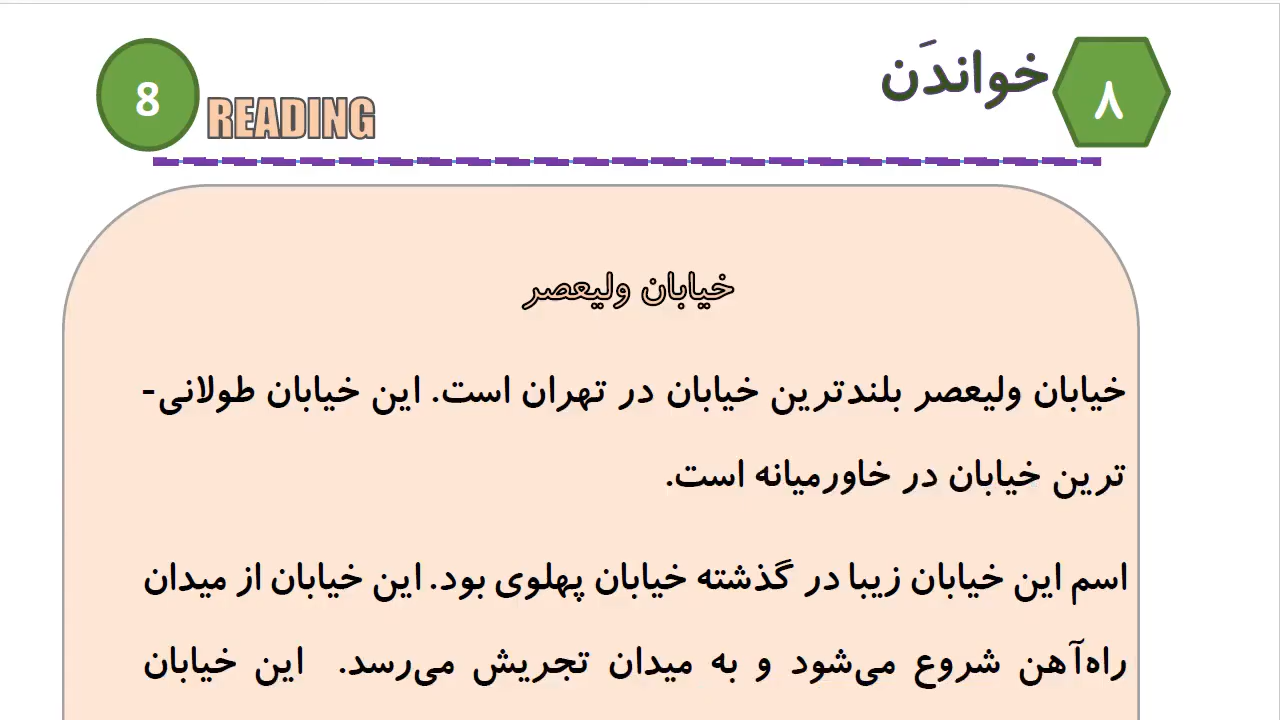 ۸ خواندَن
8 READING
خیابان ولیعصر
خیابان ولیعصر بلندترین خیابان در تهران است. این خیابان طولانی-
ترین خیابان در خاورمیانه است.
اسم این خیابان زیبا در گذشته خیابان پهلوی بود. این خیابان از میدان
راه‌آهن شروع می‌شود و به میدان تجریش می‌رسد. این خیابان